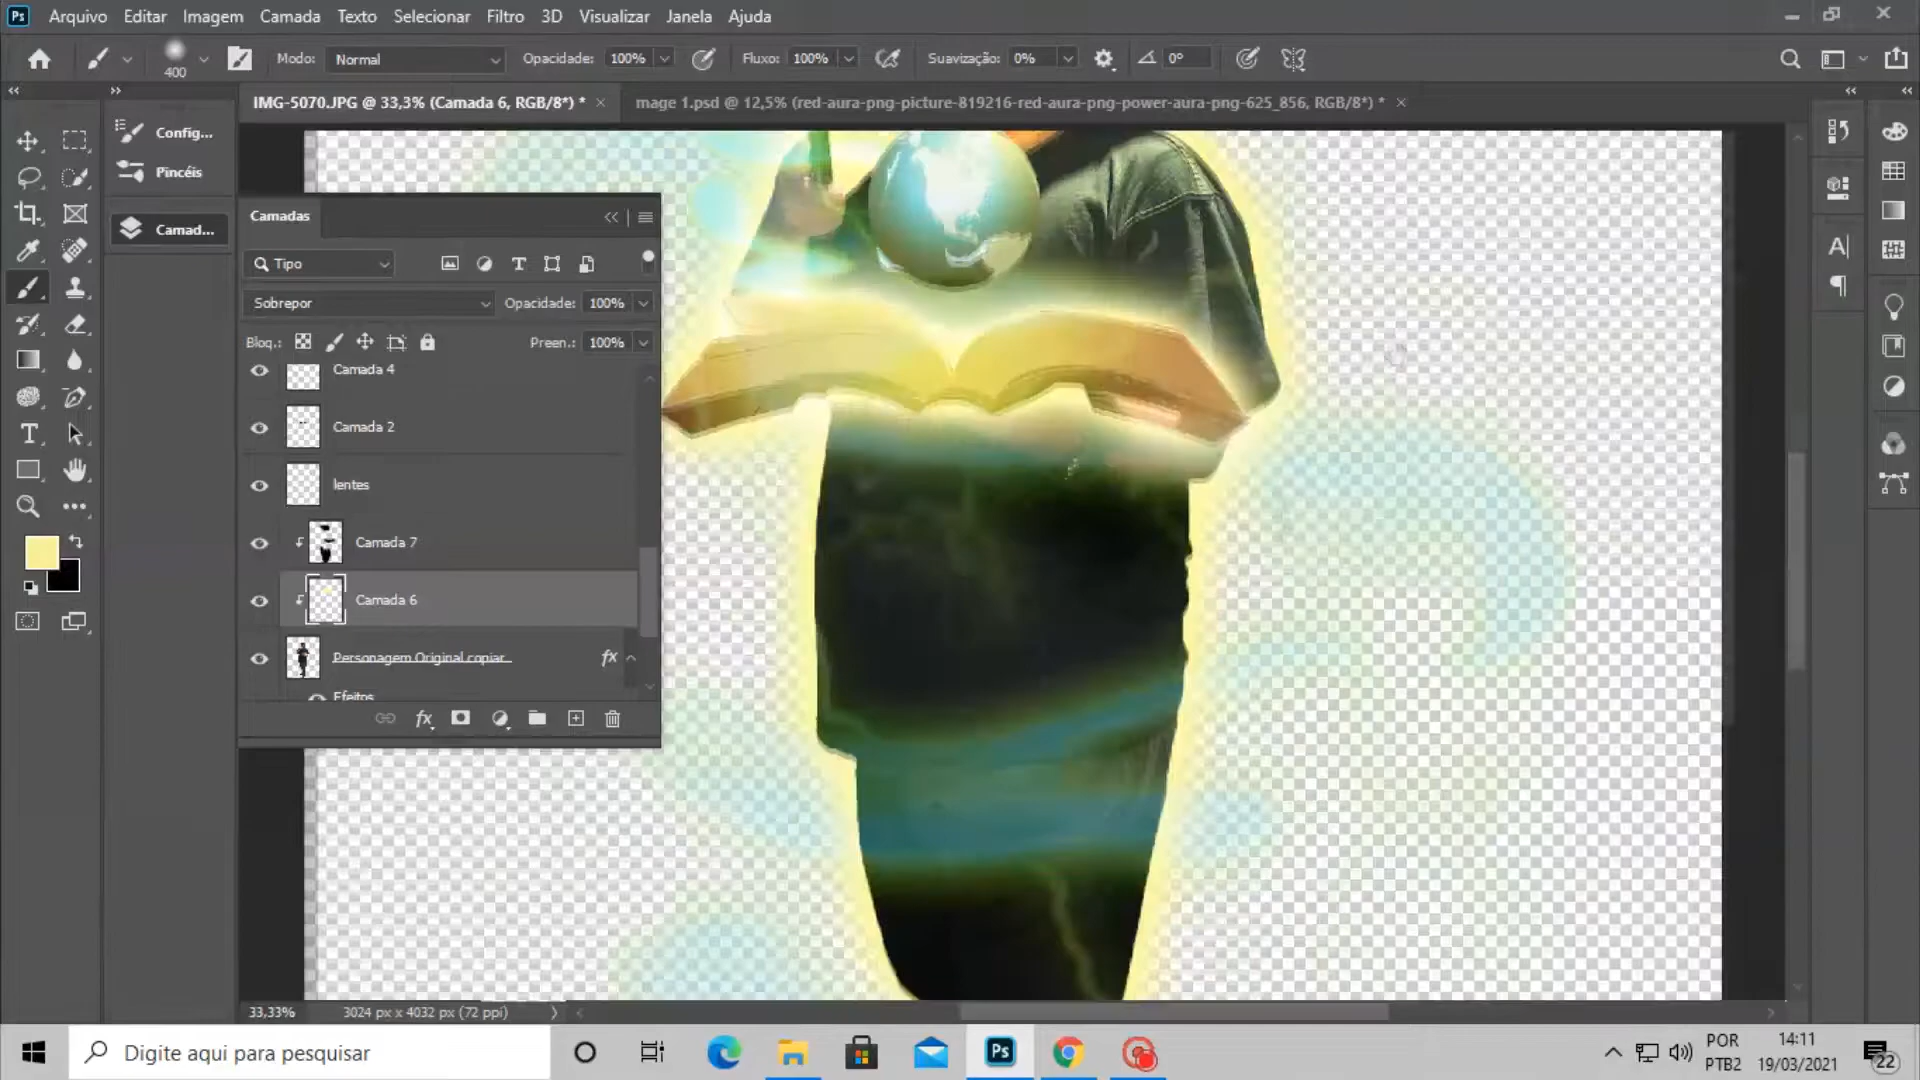 Ps Arquivo Editar Imagem Camada Texto Selecionar Filtro 3D Visualizar Janela Ajuda
400 Modo: Normal Opacidade: 100% Fluxo: 100% Suavização: 0% 0°
IMG-5070.JPG @ 33,3% (Camada 6, RGB/8*) * × mage 1.psd @ 12,5% (red-aura-png-picture-819216-red-aura-png-power-aura-png-625_856, RGB/8*) * ×
Config...
Pincéis
Camad...
Camadas
Tipo
Sobrepor Opacidade: 100%
Bloq.: Preen.: 100%
Camada 4
Camada 2
lentes
Camada 7
Camada 6
Personagem Original copiar fx
Efeitos
fx
33,33% 3024 px x 4032 px (72 ppi)
Digite aqui para pesquisar
Ps
POR
PTB2
14:11
19/03/2021
22